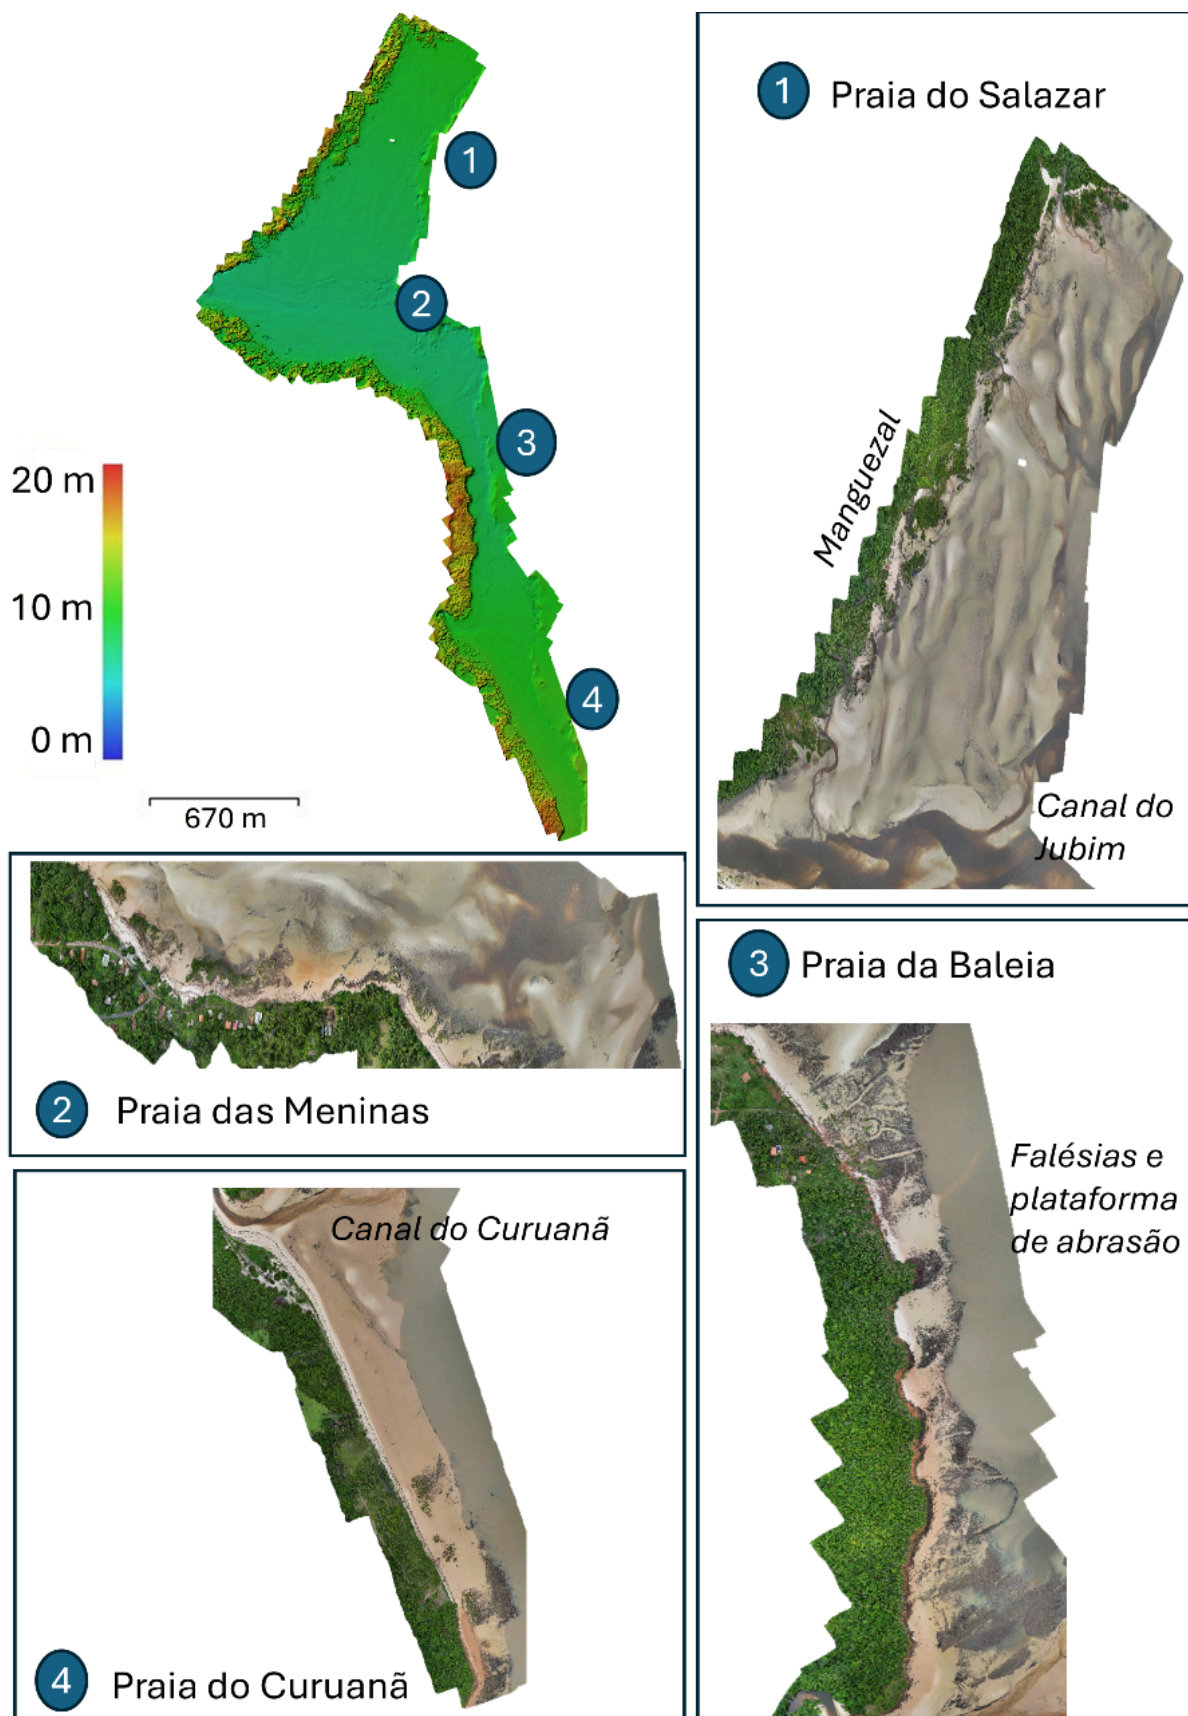 1
2
3
4
20 m
10 m
0 m
670 m
1 Praia do Salazar
Manguezal
Canal do
Jubim
2 Praia das Meninas
3 Praia da Baleia
Falésias e
plataforma
de abrasão
Canal do Curuanã
4 Praia do Curuanã